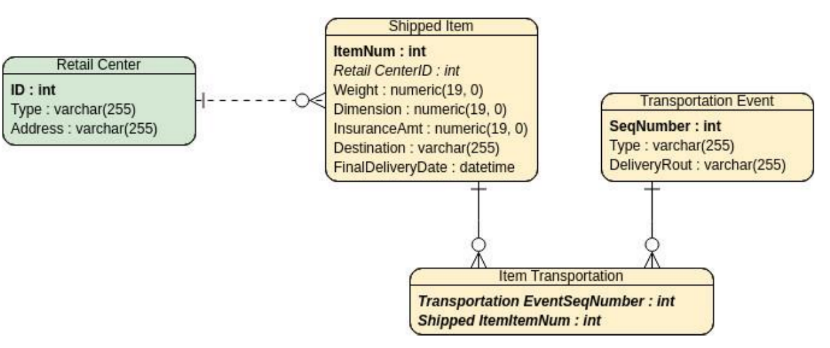 Retail Center
ID : int
Type : varchar(255)
Address : varchar(255)
Shipped Item
ItemNum : int
Retail CenterID : int
Weight : numeric(19, 0)
Dimension : numeric(19, 0)
InsuranceAmt : numeric(19, 0)
Destination : varchar(255)
FinalDeliveryDate : datetime
Transportation Event
SeqNumber : int
Type : varchar(255)
DeliveryRout : varchar(255)
Item Transportation
Transportation EventSeqNumber : int
Shipped ItemItemNum : int